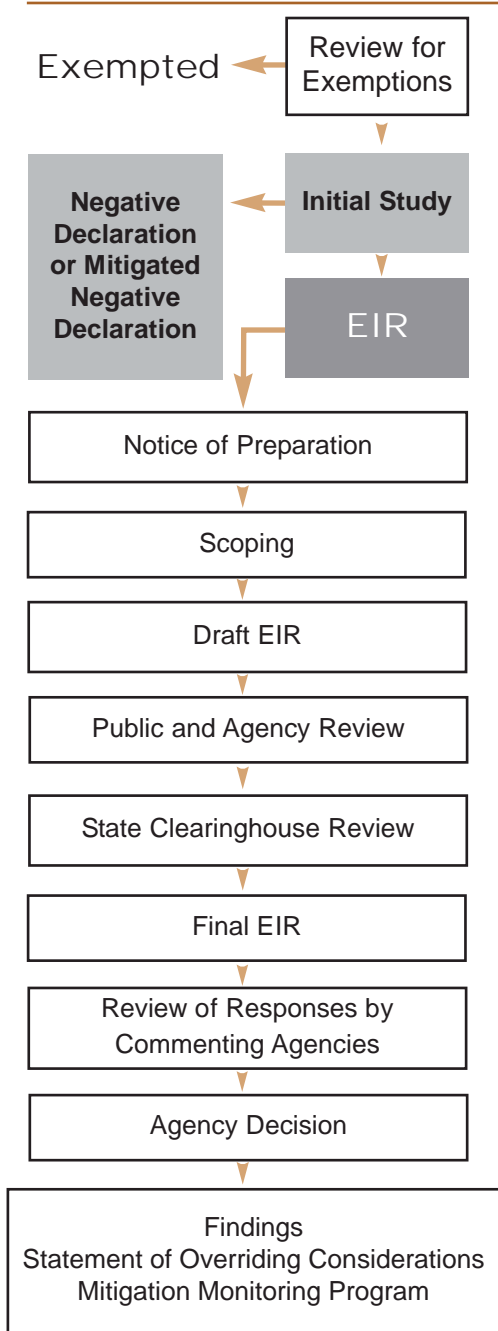 Exempted
Review for
Exemptions
Negative
Declaration
or Mitigated
Negative
Declaration
Initial Study
EIR
Notice of Preparation
Scoping
Draft EIR
Public and Agency Review
State Clearinghouse Review
Final EIR
Review of Responses by
Commenting Agencies
Agency Decision
Findings
Statement of Overriding Considerations
Mitigation Monitoring Program